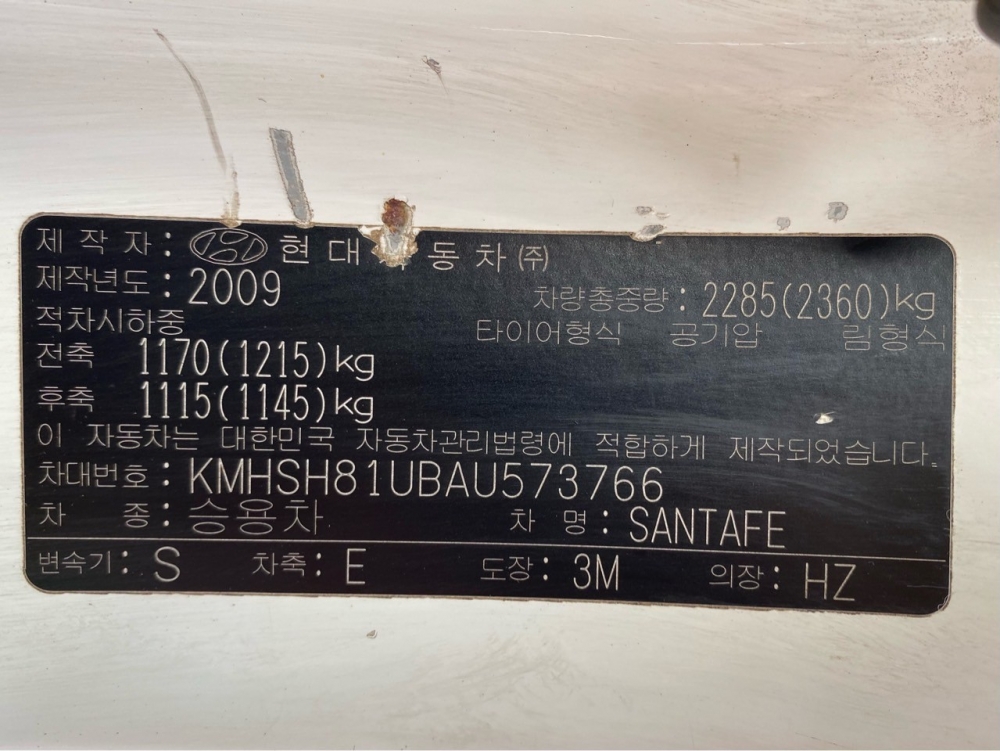 제 작 자 : 현 대 동 차 ㈜
제작년도 : 2009
차량총중량 : 2285(2360)kg
적차시하중
타이어형식 공기압 림형식
전축 1170(1215)kg
후축 1115(1145)kg
이 자동차는 대한민국 자동차관리법령에 적합하게 제작되었습니다.
차대번호 : KMHSH81UBAU573766
차 종 : 승용차 차 명 : SANTAFE
변속기 : S 차축 : E 도장 : 3M 의장 : HZ